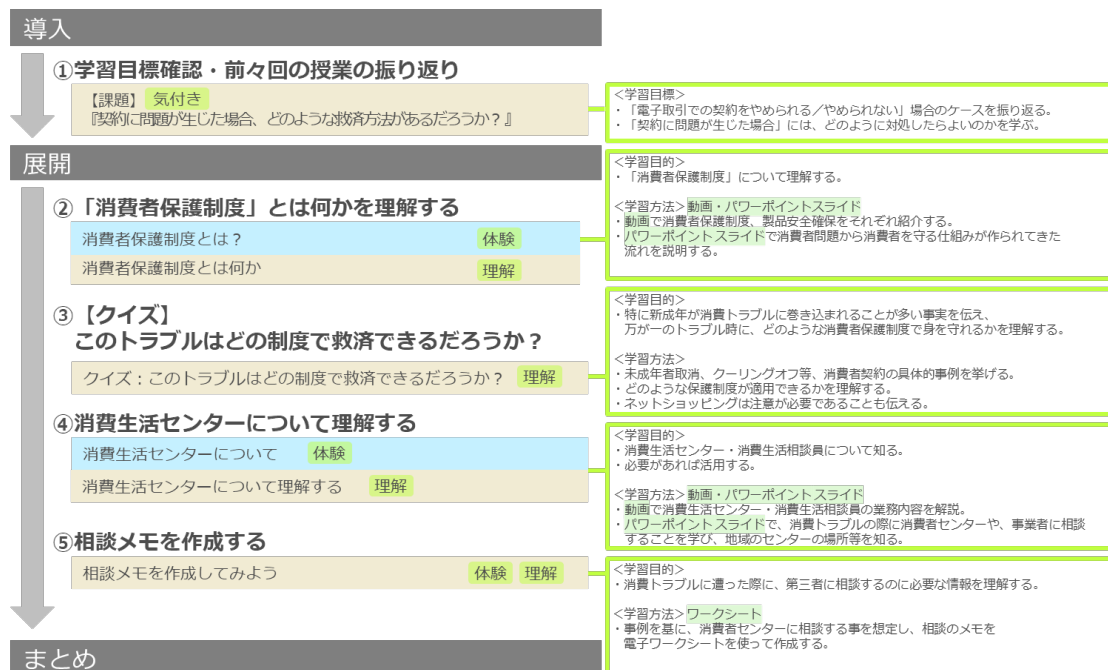 導入
①学習目標確認・前々回の授業の振り返り
【課題】 気付き
『契約に問題が生じた場合、どのような救済方法があるだろうか？』
<学習目標>
・「電子取引での契約をやめられる／やめられない」場合のケースを振り返る。
・「契約に問題が生じた場合」には、どのように対処したらよいのかを学ぶ。
展開
②「消費者保護制度」とは何かを理解する
消費者保護制度とは？ 体験
消費者保護制度とは何か 理解
<学習目的>
・「消費者保護制度」について理解する。
<学習方法>動画・パワーポイントスライド
・動画で消費者保護制度、製品安全確保をそれぞれ紹介する。
・パワーポイントスライドで消費者問題から消費者を守る仕組みが作られてきた
流れを説明する。
③【クイズ】
このトラブルはどの制度で救済できるだろうか？
クイズ：このトラブルはどの制度で救済できるだろうか？ 理解
<学習目的>
・特に新成年が消費トラブルに巻き込まれることが多い事実を伝え、
万が一のトラブル時に、どのような消費者保護制度で身を守れるかを理解する。
<学習方法>
・未成年者取消、クーリングオフ等、消費者契約の具体的事例を挙げる。
・どのような保護制度が適用できるかを理解する。
・ネットショッピングは注意が必要であることも伝える。
④消費生活センターについて理解する
消費生活センターについて 体験
消費生活センターについて理解する 理解
<学習目的>
・消費生活センター・消費生活相談員について知る。
・必要があれば活用する。
<学習方法>動画・パワーポイントスライド
・動画で消費生活センター・消費生活相談員の業務内容を解説。
・パワーポイントスライドで、消費トラブルの際に消費者センターや、事業者に相談
することを学び、地域のセンターの場所等を知る。
⑤相談メモを作成する
相談メモを作成してみよう 体験 理解
<学習目的>
・消費トラブルに遭った際に、第三者に相談するのに必要な情報を理解する。
<学習方法>ワークシート
・事例を基に、消費者センターに相談する事を想定し、相談のメモを
電子ワークシートを使って作成する。
まとめ